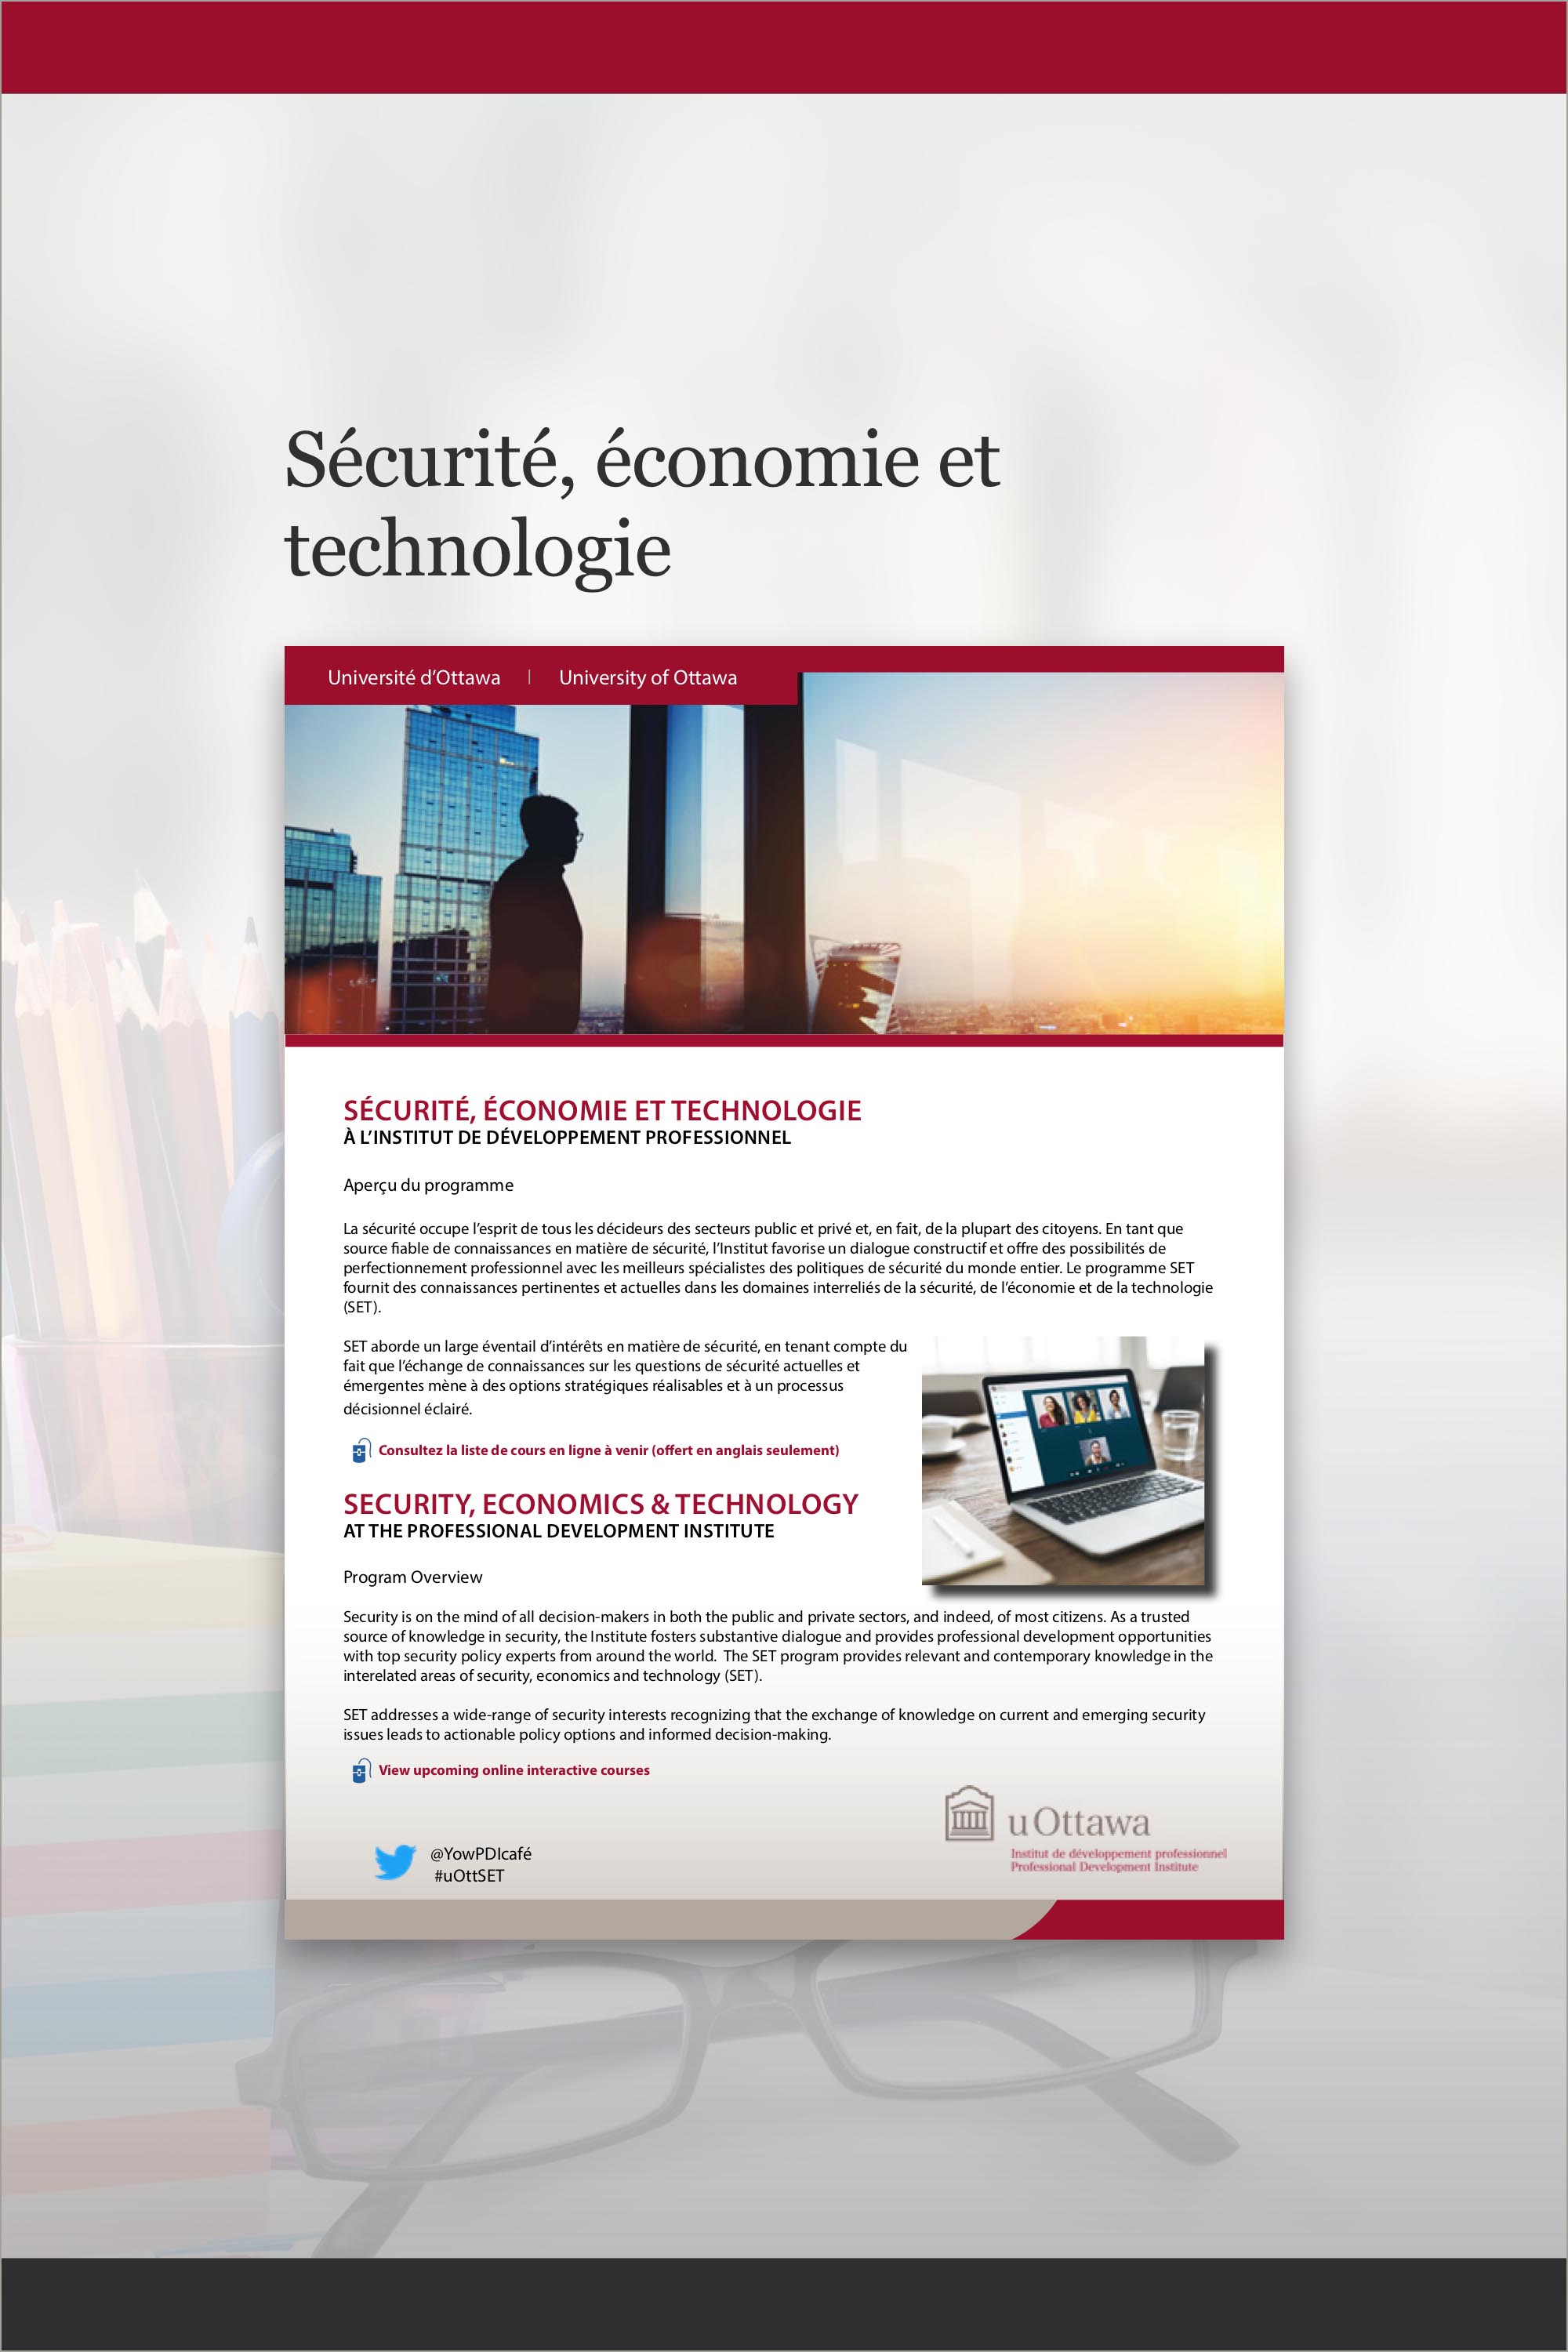 Sécurité, économie et
technologie
Université d’Ottawa | University of Ottawa
SÉCURITÉ, ÉCONOMIE ET TECHNOLOGIE
À L’INSTITUT DE DÉVELOPPEMENT PROFESSIONNEL
Aperçu du programme
La sécurité occupe l’esprit de tous les décideurs des secteurs public et privé et, en fait, de la plupart des citoyens. En tant que
source fiable de connaissances en matière de sécurité, l’Institut favorise un dialogue constructif et offre des possibilités de
perfectionnement professionnel avec les meilleurs spécialistes des politiques de sécurité du monde entier. Le programme SET
fournit des connaissances pertinentes et actuelles dans les domaines interreliés de la sécurité, de l’économie et de la technologie
(SET).
SET aborde un large éventail d’intérêts en matière de sécurité, en tenant compte du
fait que l’échange de connaissances sur les questions de sécurité actuelles et
émergentes mène à des options stratégiques réalisables et à un processus
décisionnel éclairé.
Consultez la liste de cours en ligne à venir (offert en anglais seulement)
SECURITY, ECONOMICS & TECHNOLOGY
AT THE PROFESSIONAL DEVELOPMENT INSTITUTE
Program Overview
Security is on the mind of all decision-makers in both the public and private sectors, and indeed, of most citizens. As a trusted
source of knowledge in security, the Institute fosters substantive dialogue and provides professional development opportunities
with top security policy experts from around the world. The SET program provides relevant and contemporary knowledge in the
interelated areas of security, economics and technology (SET).
SET addresses a wide-range of security interests recognizing that the exchange of knowledge on current and emerging security
issues leads to actionable policy options and informed decision-making.
View upcoming online interactive courses
@YowPDIcafé
#uOttSET
uOttawa
Institut de développement professionnel
Professional Development Institute